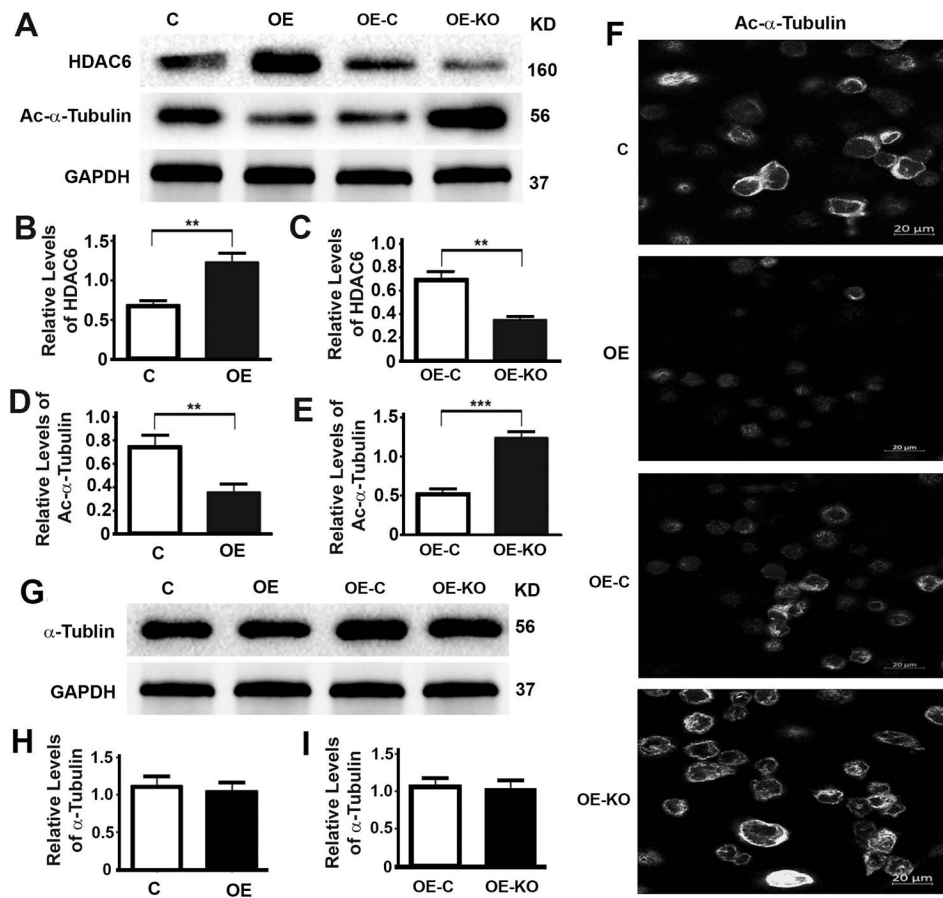 A
C OE OE-C OE-KO KD
HDAC6 160
Ac-α-Tubulin 56
GAPDH 37
B
Relative Levels
of HDAC6
1.5
1.0
0.5
0
**
C OE
C
Relative Levels
of HDAC6
0.8
0.6
0.4
0.2
0
**
OE-C OE-KO
D
Relative Levels of
Ac-α-Tubulin
1.0
0.8
0.6
0.4
0.2
0
**
C OE
E
Relative Levels of
Ac-α-Tubulin
1.5
1.0
0.5
0
***
OE-C OE-KO
F
Ac-α-Tubulin
C
20 μm
OE
20 μm
OE-C
20 μm
OE-KO
20 μm
G
C OE OE-C OE-KO KD
α-Tublin 56
GAPDH 37
H
Relative Levels
of α-Tubulin
1.5
1.0
0.5
0
C OE
I
Relative Levels
of α-Tubulin
1.5
1.0
0.5
0
OE-C OE-KO